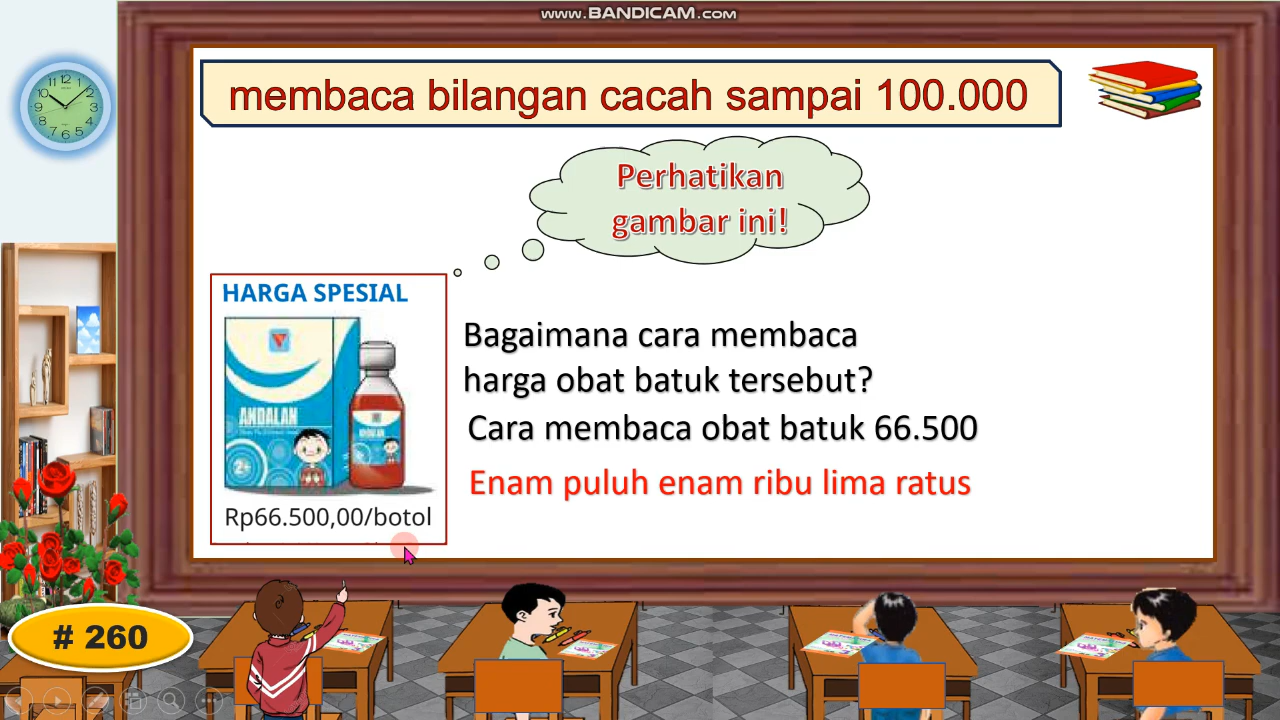 www.BANDICAM.com
membaca bilangan cacah sampai 100.000
Perhatikan
gambar ini!
HARGA SPESIAL
ANDALAN
2+
Rp66.500,00/botol
Bagaimana cara membaca
harga obat batuk tersebut?
Cara membaca obat batuk 66.500
Enam puluh enam ribu lima ratus
# 260